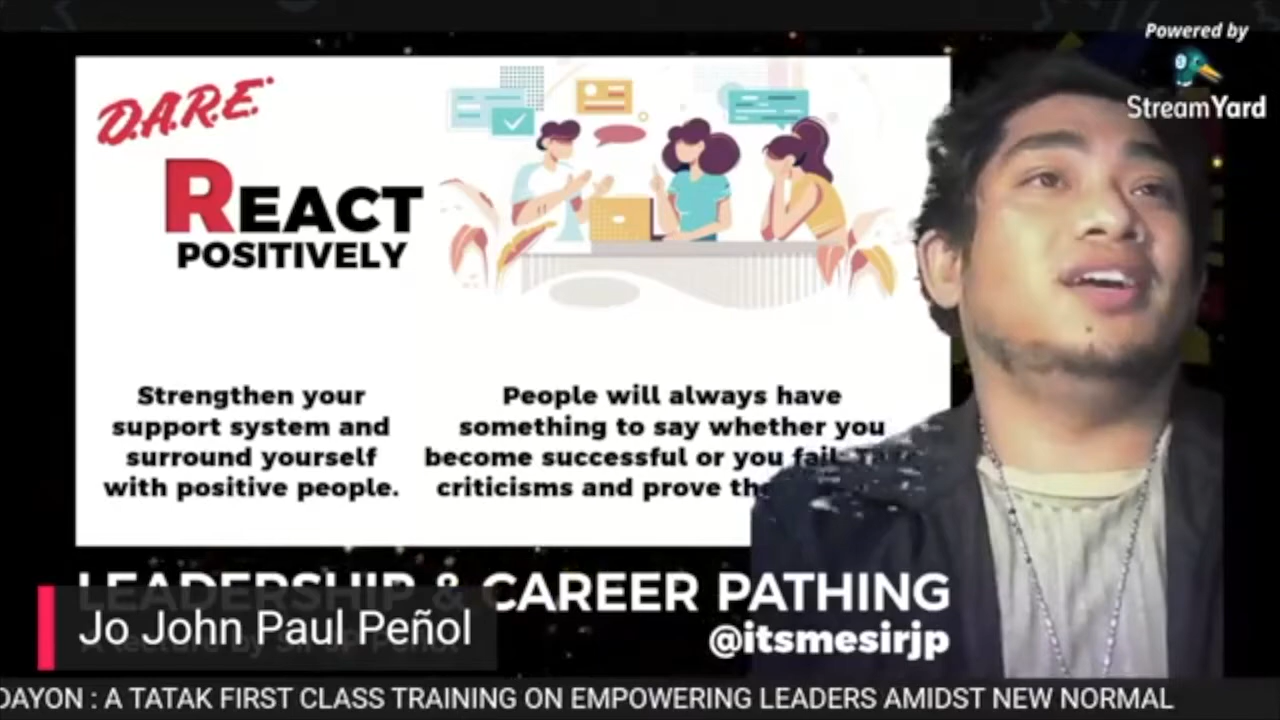 Powered by
StreamYard
D.A.R.E.
REACT
POSITIVELY
Strengthen your
support system and
surround yourself
with positive people.
People will always have
something to say whether you
become successful or you fail.
criticisms and prove
LEADERSHIP & CAREER PATHING
Jo John Paul Peñol
@itsmesirjp
DAYON : A TATAK FIRST CLASS TRAINING ON EMPOWERING LEADERS AMIDST NEW NORMAL